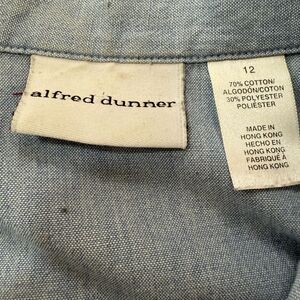 alfred dunner
12
70% COTTON/
ALGODÓN/COTON
30% POLYESTER
POLIÉSTER
MADE IN
HONG KONG
HECHO EN
HONG KONG
FABRIQUÉ À
HONG KONG